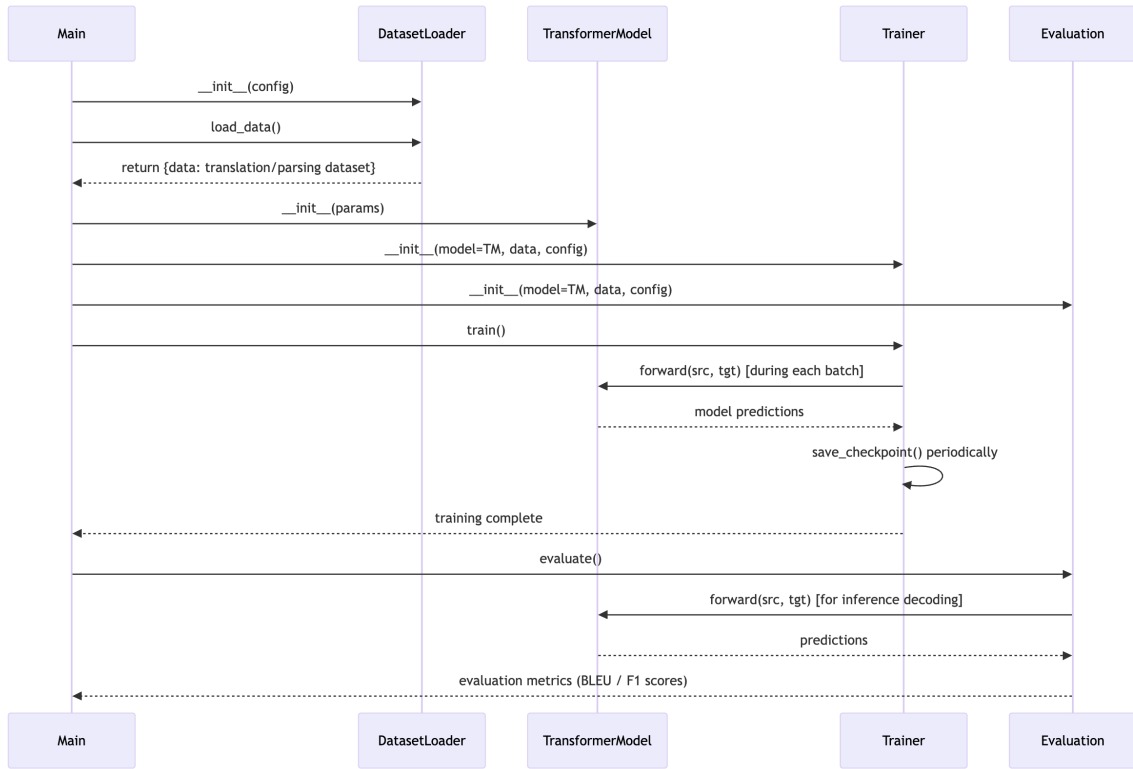 Main
DatasetLoader
TransformerModel
Trainer
Evaluation
__init__(config)
load_data()
return {data: translation/parsing dataset}
__init__(params)
__init__(model=TM, data, config)
__init__(model=TM, data, config)
train()
forward(src, tgt) [during each batch]
model predictions
save_checkpoint() periodically
training complete
evaluate()
forward(src, tgt) [for inference decoding]
predictions
evaluation metrics (BLEU / F1 scores)
Main
DatasetLoader
TransformerModel
Trainer
Evaluation